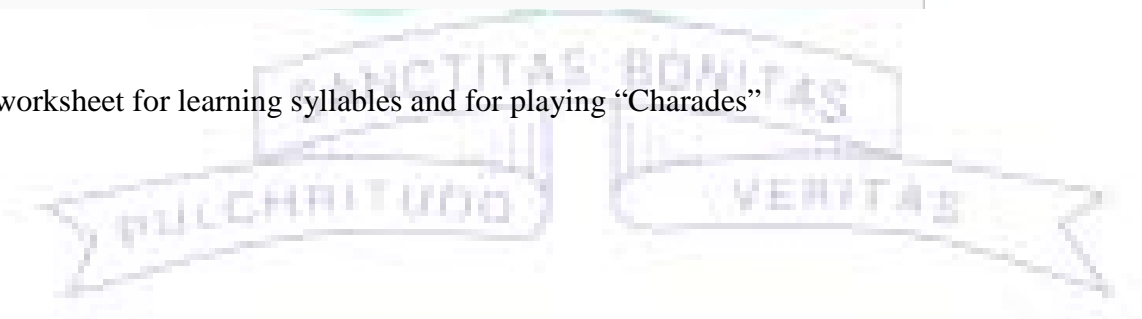 SANCTITAS BONITAS
worksheet for learning syllables and for playing “Charades”
PULCHRITUDO VERITAS